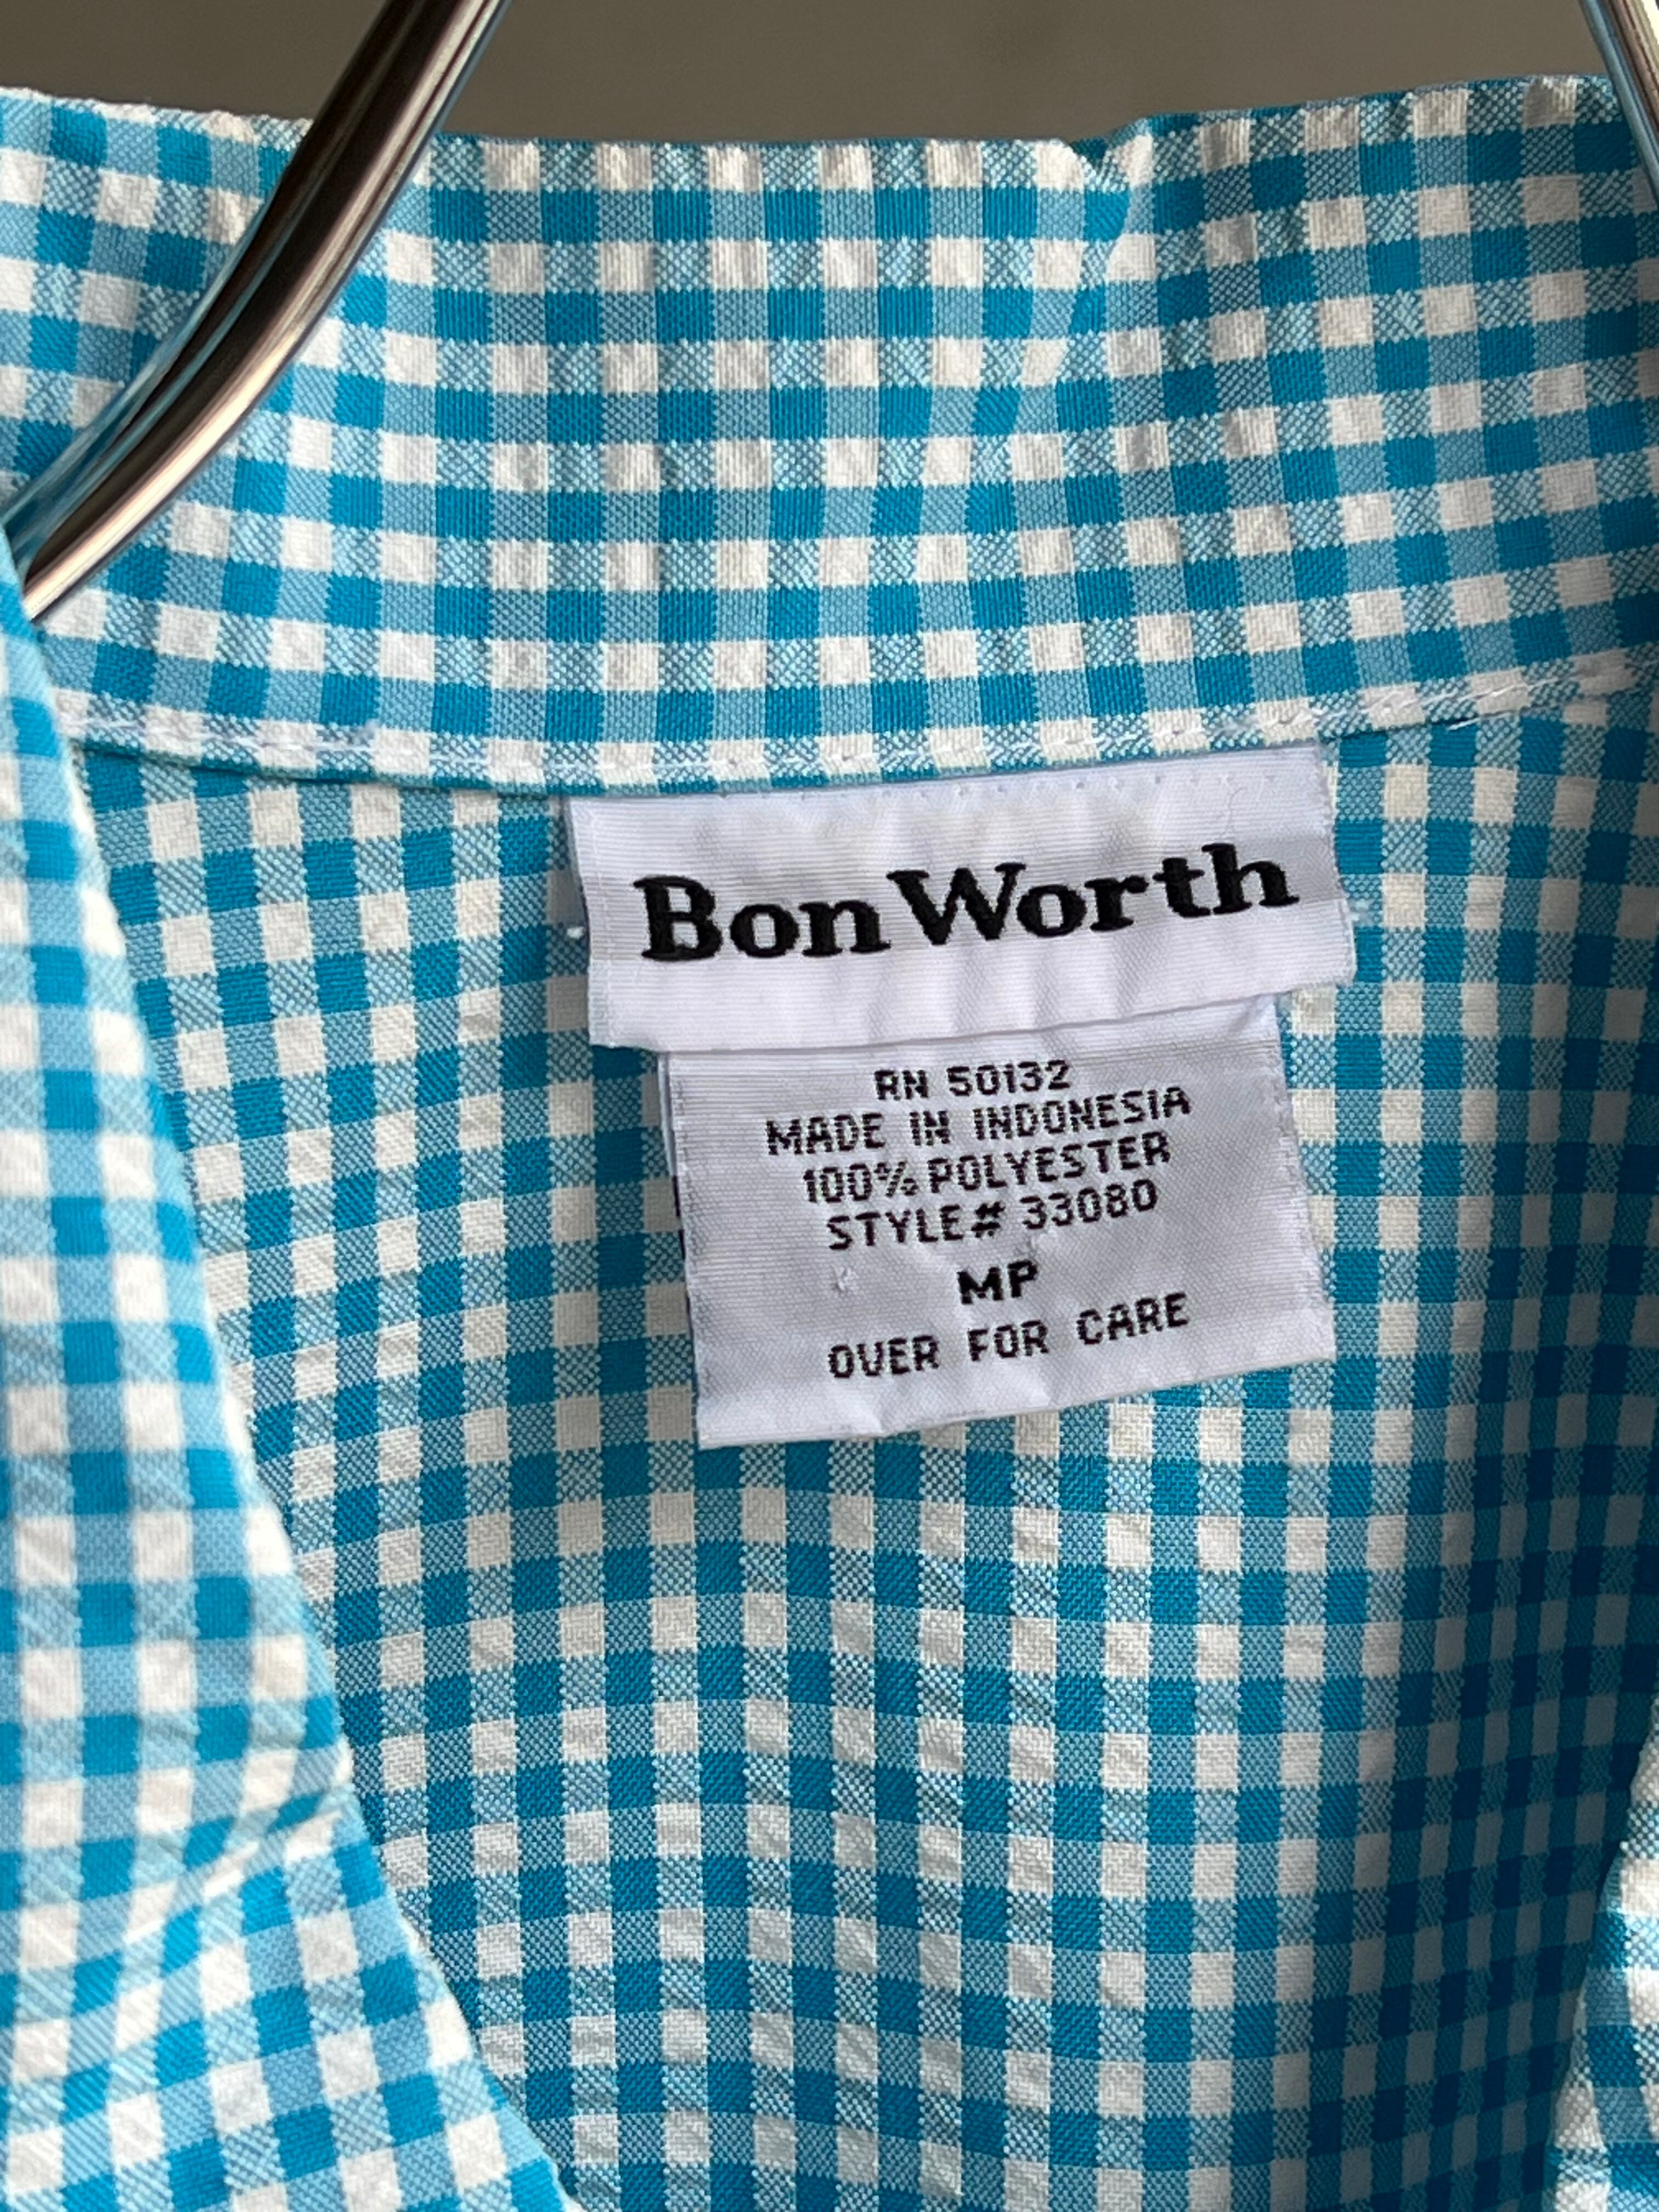 Bon Worth
RN 50132
MADE IN INDONESIA
100% POLYESTER
STYLE# 33080
MP
OVER FOR CARE